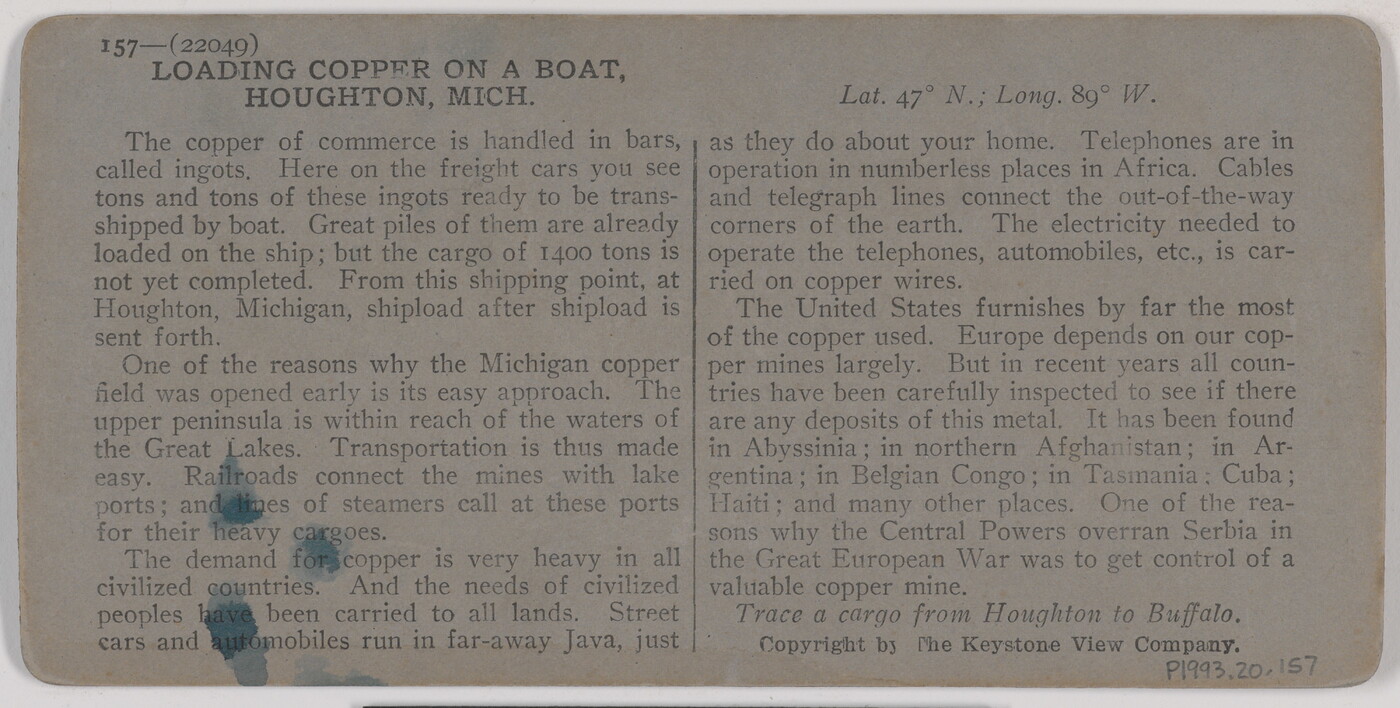 157—(22049)
LOADING COPPER ON A BOAT,
HOUGHTON, MICH.
The copper of commerce is handled in bars,
called ingots. Here on the freight cars you see
tons and tons of these ingots ready to be trans-
shipped by boat. Great piles of them are already
loaded on the ship; but the cargo of 1400 tons is
not yet completed. From this shipping point, at
Houghton, Michigan, shipload after shipload is
sent forth.
One of the reasons why the Michigan copper
field was opened early is its easy approach. The
upper peninsula is within reach of the waters of
the Great Lakes. Transportation is thus made
easy. Railroads connect the mines with lake
ports; and lines of steamers call at these ports
for their heavy cargoes.
The demand for copper is very heavy in all
civilized countries. And the needs of civilized
peoples have been carried to all lands. Street
cars and automobiles run in far-away Java, just
Lat. 47° N.; Long. 89° W.
as they do about your home. Telephones are in
operation in numberless places in Africa. Cables
and telegraph lines connect the out-of-the-way
corners of the earth. The electricity needed to
operate the telephones, automobiles, etc., is car-
ried on copper wires.
The United States furnishes by far the most
of the copper used. Europe depends on our cop-
per mines largely. But in recent years all coun-
tries have been carefully inspected to see if there
are any deposits of this metal. It has been found
in Abyssinia; in northern Afghanistan; in Ar-
gentina; in Belgian Congo; in Tasmania; Cuba;
Haiti; and many other places. One of the rea-
sons why the Central Powers overran Serbia in
the Great European War was to get control of a
valuable copper mine.
Trace a cargo from Houghton to Buffalo.
Copyright by The Keystone View Company.
P1993.20.157